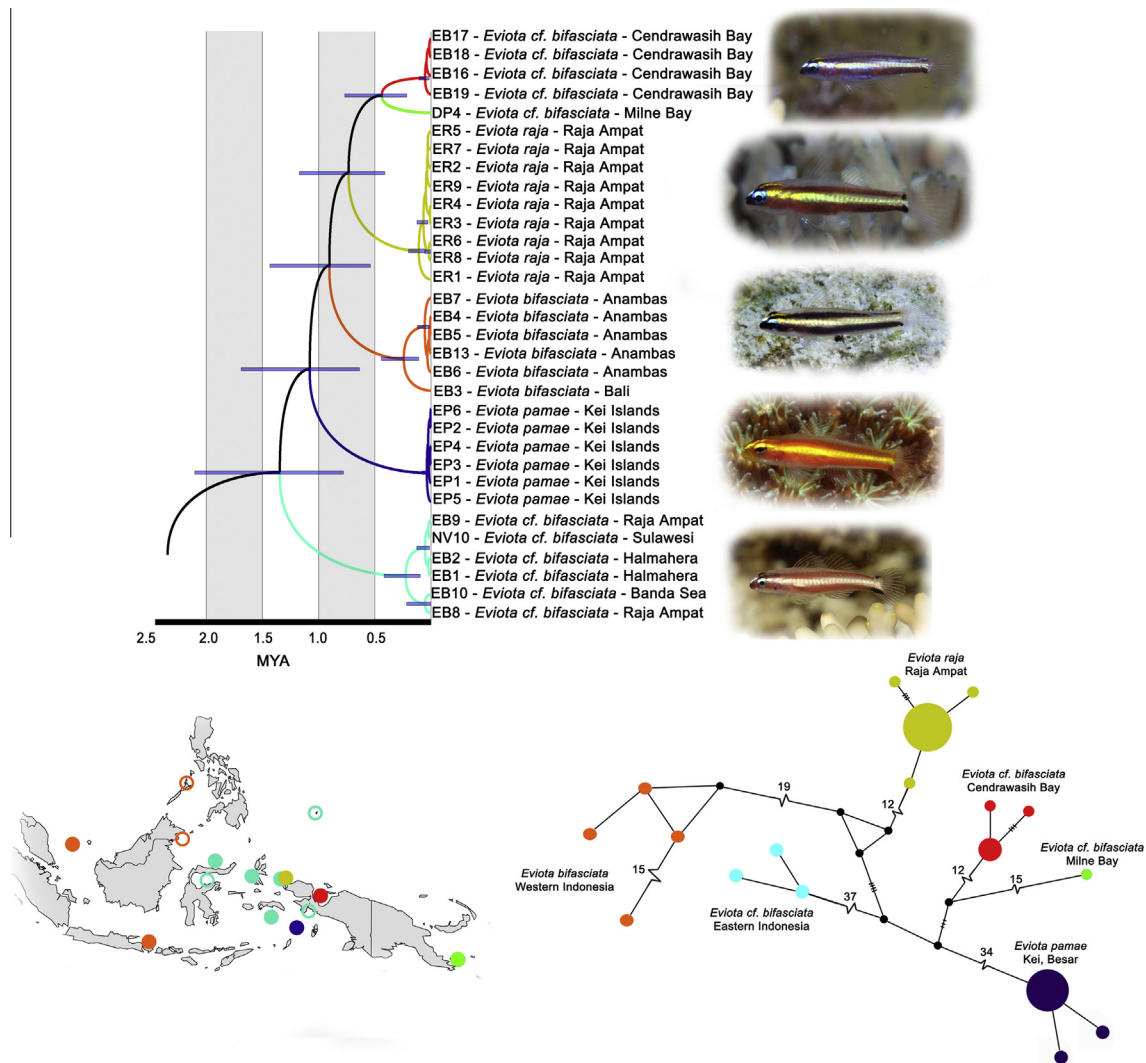 EB17 - Eviota cf. bifasciata - Cendrawasih Bay
EB18 - Eviota cf. bifasciata - Cendrawasih Bay
EB16 - Eviota cf. bifasciata - Cendrawasih Bay
EB19 - Eviota cf. bifasciata - Cendrawasih Bay
DP4 - Eviota cf. bifasciata - Milne Bay
ER5 - Eviota raja - Raja Ampat
ER7 - Eviota raja - Raja Ampat
ER2 - Eviota raja - Raja Ampat
ER9 - Eviota raja - Raja Ampat
ER4 - Eviota raja - Raja Ampat
ER3 - Eviota raja - Raja Ampat
ER6 - Eviota raja - Raja Ampat
ER8 - Eviota raja - Raja Ampat
ER1 - Eviota raja - Raja Ampat
EB7 - Eviota bifasciata - Anambas
EB4 - Eviota bifasciata - Anambas
EB5 - Eviota bifasciata - Anambas
EB13 - Eviota bifasciata - Anambas
EB6 - Eviota bifasciata - Anambas
EB3 - Eviota bifasciata - Bali
EP6 - Eviota pamae - Kei Islands
EP2 - Eviota pamae - Kei Islands
EP4 - Eviota pamae - Kei Islands
EP3 - Eviota pamae - Kei Islands
EP1 - Eviota pamae - Kei Islands
EP5 - Eviota pamae - Kei Islands
EB9 - Eviota cf. bifasciata - Raja Ampat
NV10 - Eviota cf. bifasciata - Sulawesi
EB2 - Eviota cf. bifasciata - Halmahera
EB1 - Eviota cf. bifasciata - Halmahera
EB10 - Eviota cf. bifasciata - Banda Sea
EB8 - Eviota cf. bifasciata - Raja Ampat
2.5 2.0 1.5 1.0 0.5
MYA
Eviota raja
Raja Ampat
19
12
Eviota cf. bifasciata
Cendrawasih Bay
Eviota cf. bifasciata
Milne Bay
12
15
15
Eviota bifasciata
Western Indonesia
37
Eviota cf. bifasciata
Eastern Indonesia
34
Eviota pamae
Kei, Besar